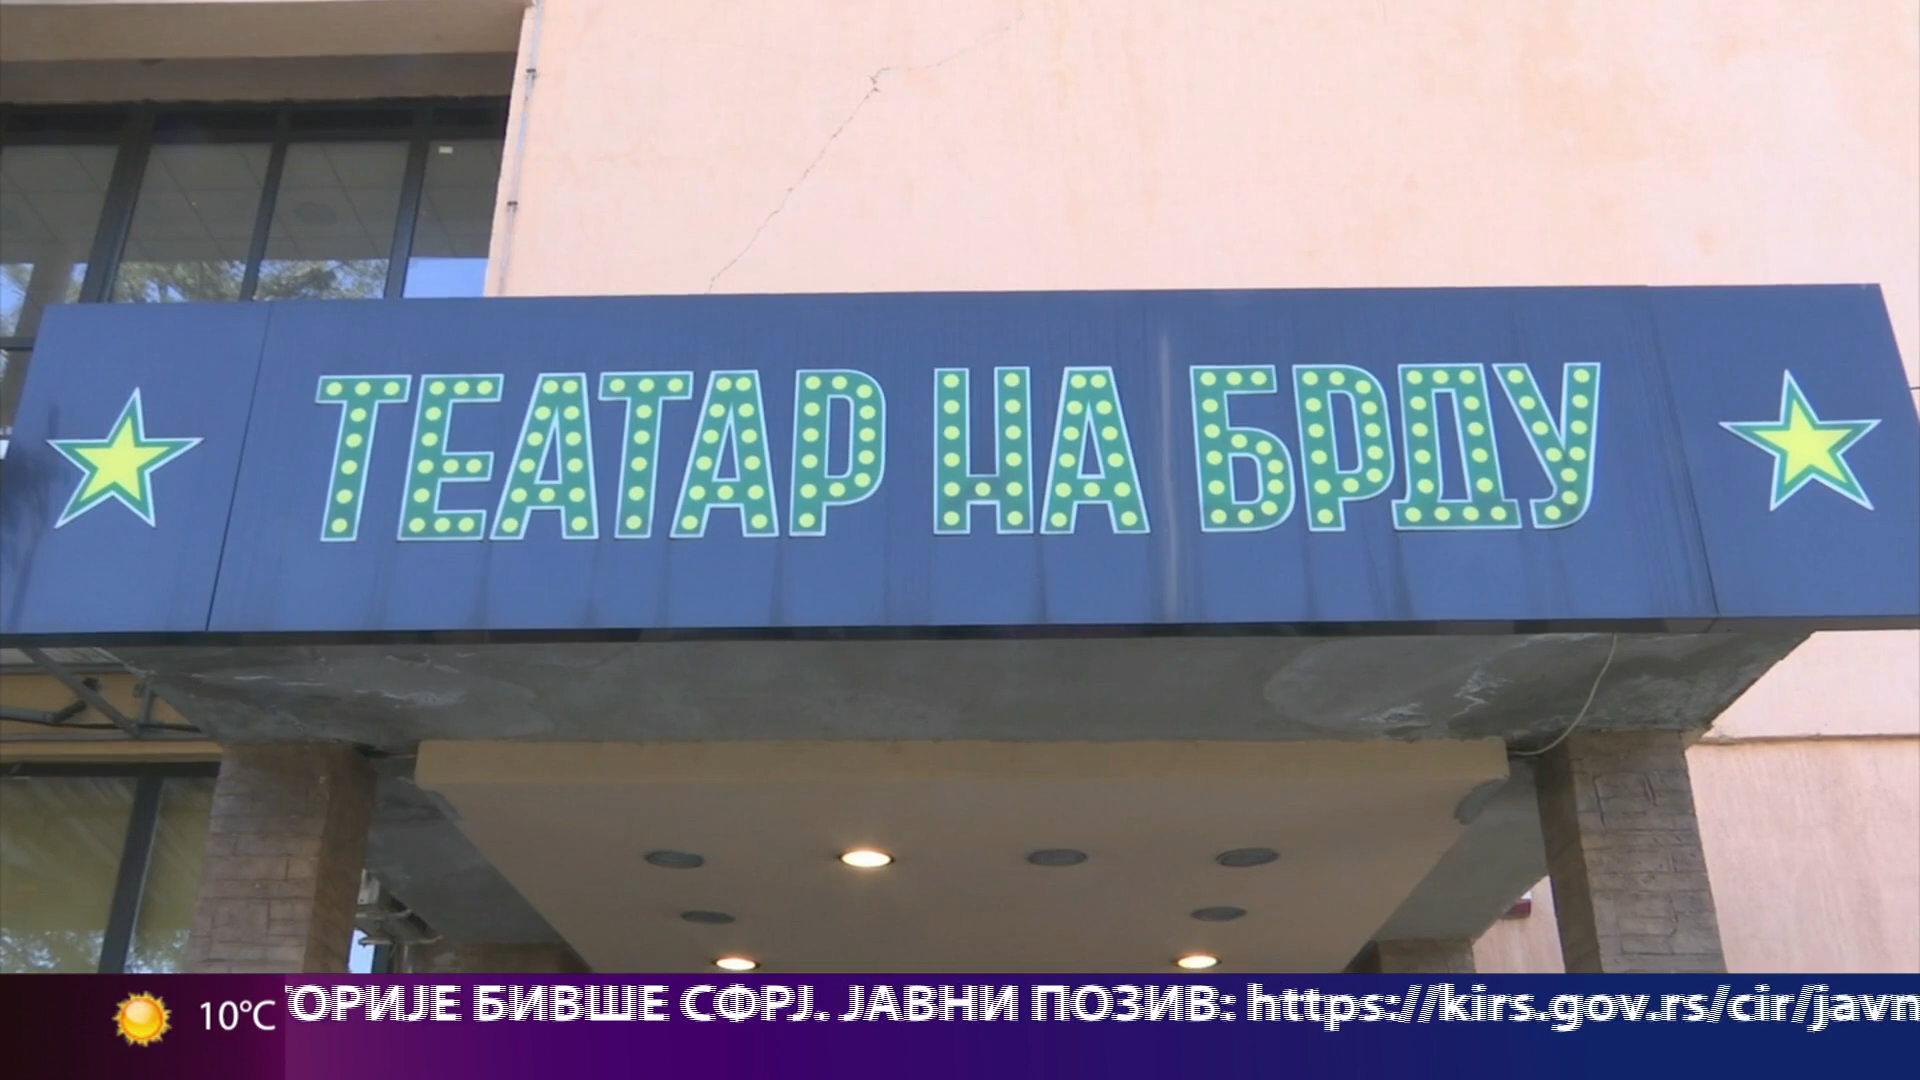 ТЕАТАР НА БРДУ
10°C
ОРИЈЕ БИВШЕ СФРЈ. ЈАВНИ ПОЗИВ: https://kirs.gov.rs/cir/javn